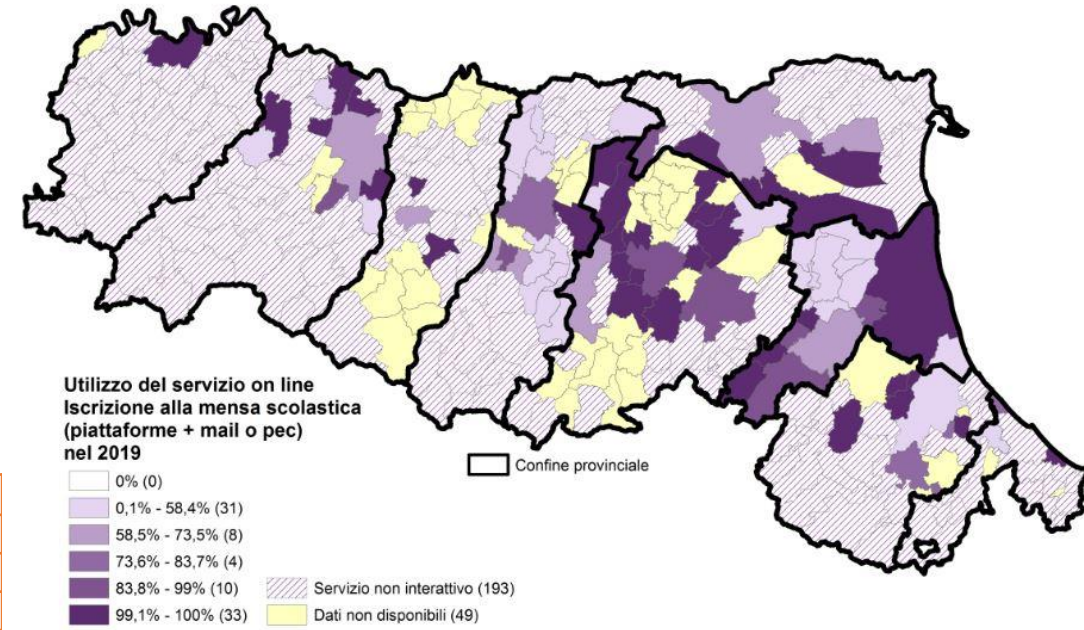 Utilizzo del servizio on line
Iscrizione alla mensa scolastica
(piattaforme + mail o pec)
nel 2019
0% (0)
0,1% - 58,4% (31)
58,5% - 73,5% (8)
73,6% - 83,7% (4)
83,8% - 99% (10)
99,1% - 100% (33)
Confine provinciale
Servizio non interattivo (193)
Dati non disponibili (49)